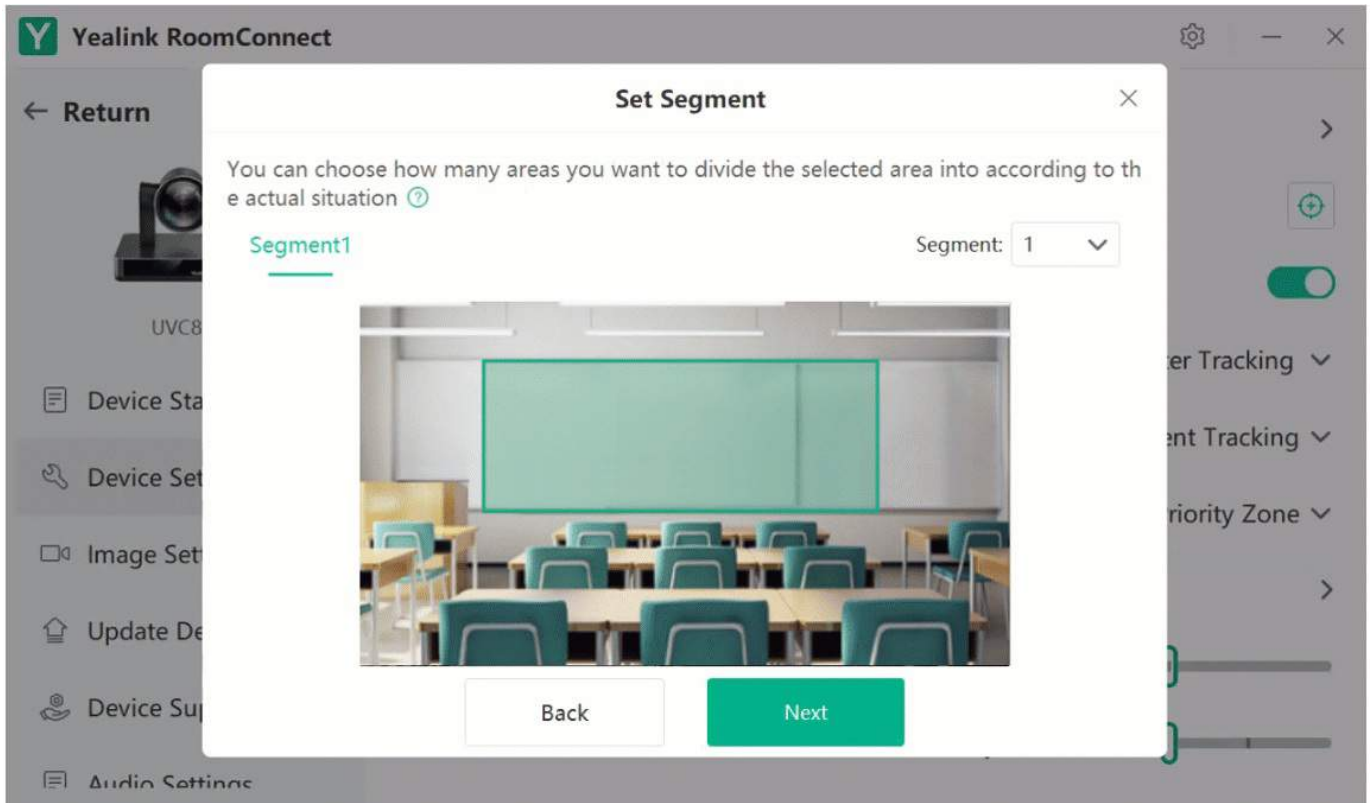 Yealink RoomConnect
Return
Set Segment
You can choose how many areas you want to divide the selected area into according to th
e actual situation
Segment1
Segment: 1
UVC8
Device Sta
er Tracking
ent Tracking
Device Set
riority Zone
Image Set
Update De
Device Sup
Back
Next
Audio Settings